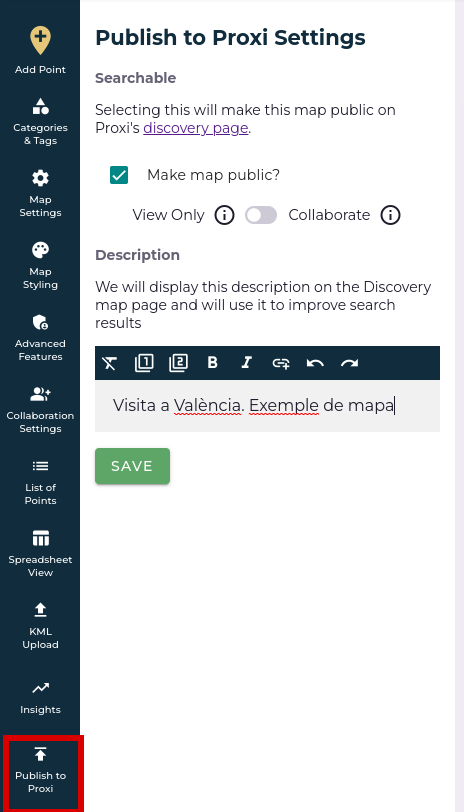 Add Point
Categories
& Tags
Map
Settings
Map
Styling
Advanced
Features
Collaboration
Settings
List of
Points
Spreadsheet
View
KML
Upload
Insights
Publish to
Proxi
Publish to Proxi Settings
Searchable
Selecting this will make this map public on
Proxi's discovery page.
Make map public?
View Only
Collaborate
Description
We will display this description on the Discovery
map page and will use it to improve search
results
1 2 B I
Visita a València. Exemple de mapa
SAVE